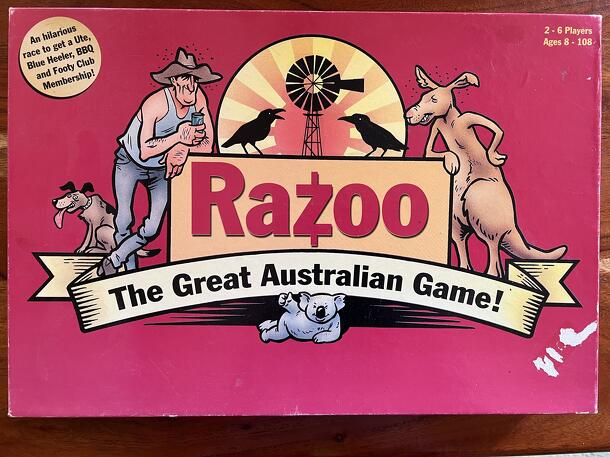 An hilarious
race to get a Ute,
Blue Heeler, BBQ
and Footy Club
Membership!
2 - 6 Players
Ages 8 - 108
Razoo
The Great Australian Game!